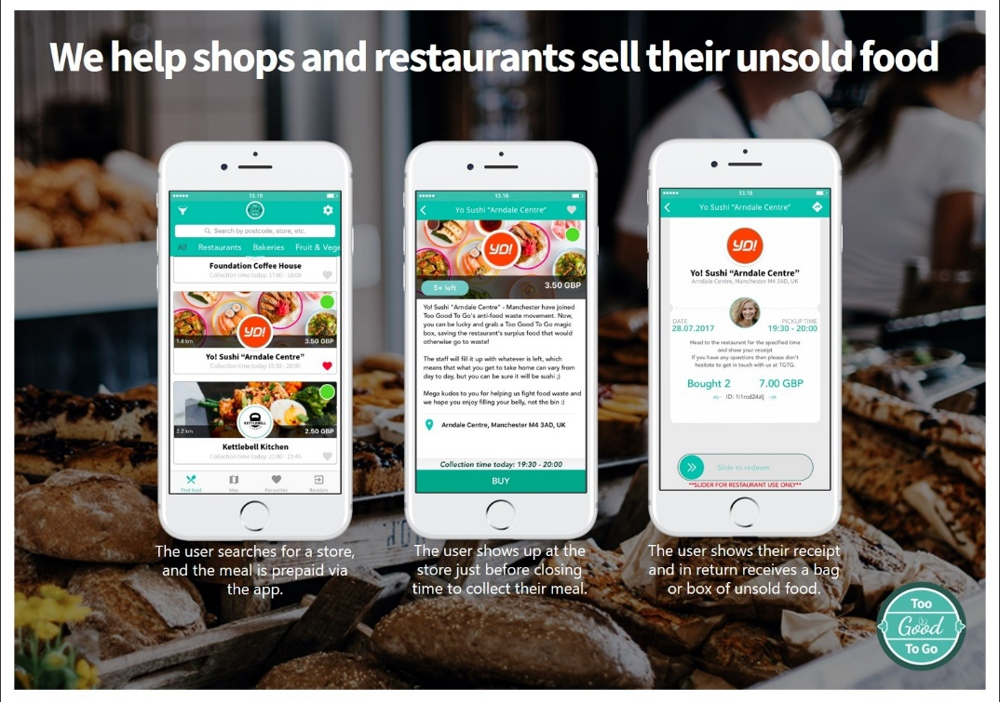 We help shops and restaurants sell their unsold food
13.18
Search by postcode, store, etc.
All Restaurants Bakeries Fruit & Vege
Foundation Coffee House
Collection time today: 17:00 - 18:00
YO!
1.8 km 3.50 GBP
Yo! Sushi “Arndale Centre”
Collection time today 19:30 - 20:00
KETTLEBELL
2.2 km 2.50 GBP
Kettlebell Kitchen
Collection time today: 21:00 - 21:45
Find food Map Favourites Receipts
The user searches for a store,
and the meal is prepaid via
the app.
13.18
Yo Sushi “Arndale Centre”
YO!
5+ left 3.50 GBP
Yo! Sushi "Arndale Centre" - Manchester have joined
Too Good To Go's anti-food waste movement. Now,
you can be lucky and grab a Too Good To Go magic
box, saving the restaurant's surplus food that would
otherwise go to waste!
The staff will fill it up with whatever is left, which
means that what you get to take home can vary from
day to day, but you can be sure it will be sushi ;)
Mega kudos to you for helping us fight food waste and
we hope you enjoy filling your belly, not the bin :)
Arndale Centre, Manchester M4 3AD, UK
Collection time today: 19:30 - 20:00
BUY
The user shows up at the
store just before closing
time to collect their meal.
13.18
Yo Sushi “Arndale Centre”
YO!
Yo! Sushi “Arndale Centre”
Arndale Centre, Manchester M4 3AD, UK
DATE PICKUP TIME
28.07.2017 19:30 - 20:00
Head to the restaurant for the specified time
and show your receipt
If you have any questions then please don't
hesitate to get in touch with us at TGTG.
Bought 2 7.00 GBP
Slide to redeem
**SLIDER FOR RESTAURANT USE ONLY**
The user shows their receipt
and in return receives a bag
or box of unsold food.
Too
Good
To Go